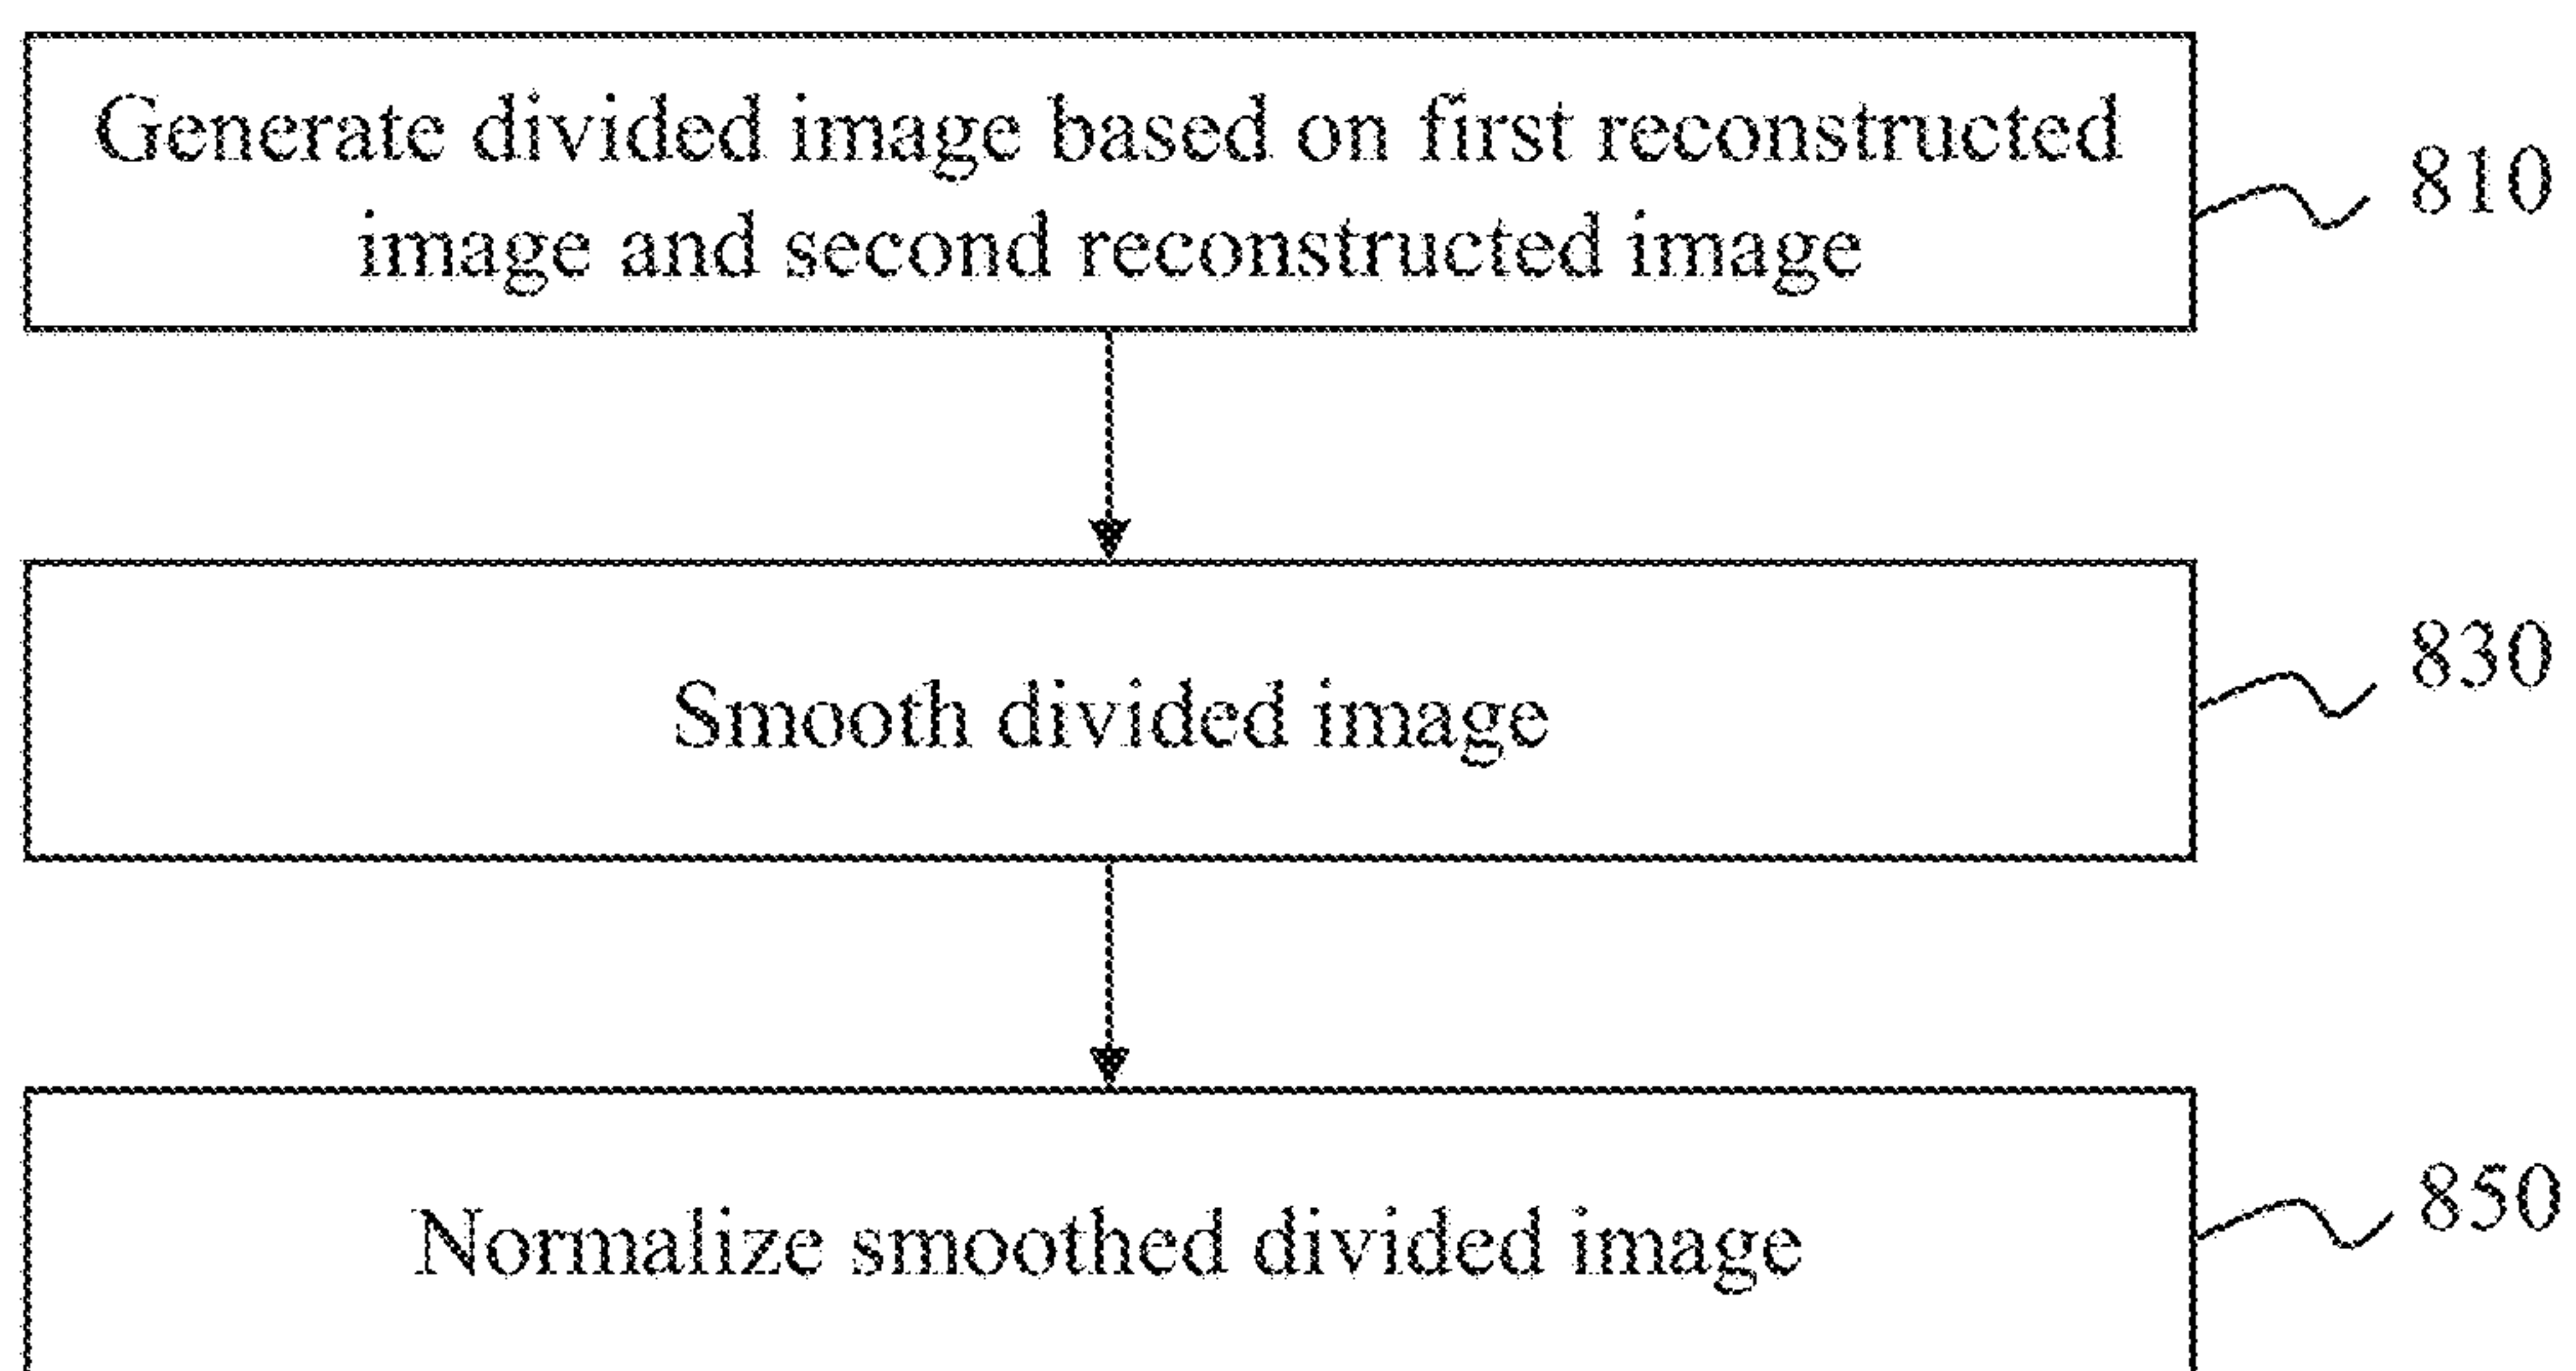 Generate divided image based on first reconstructed
image and second reconstructed image
810
Smooth divided image
830
Normalize smoothed divided image
850